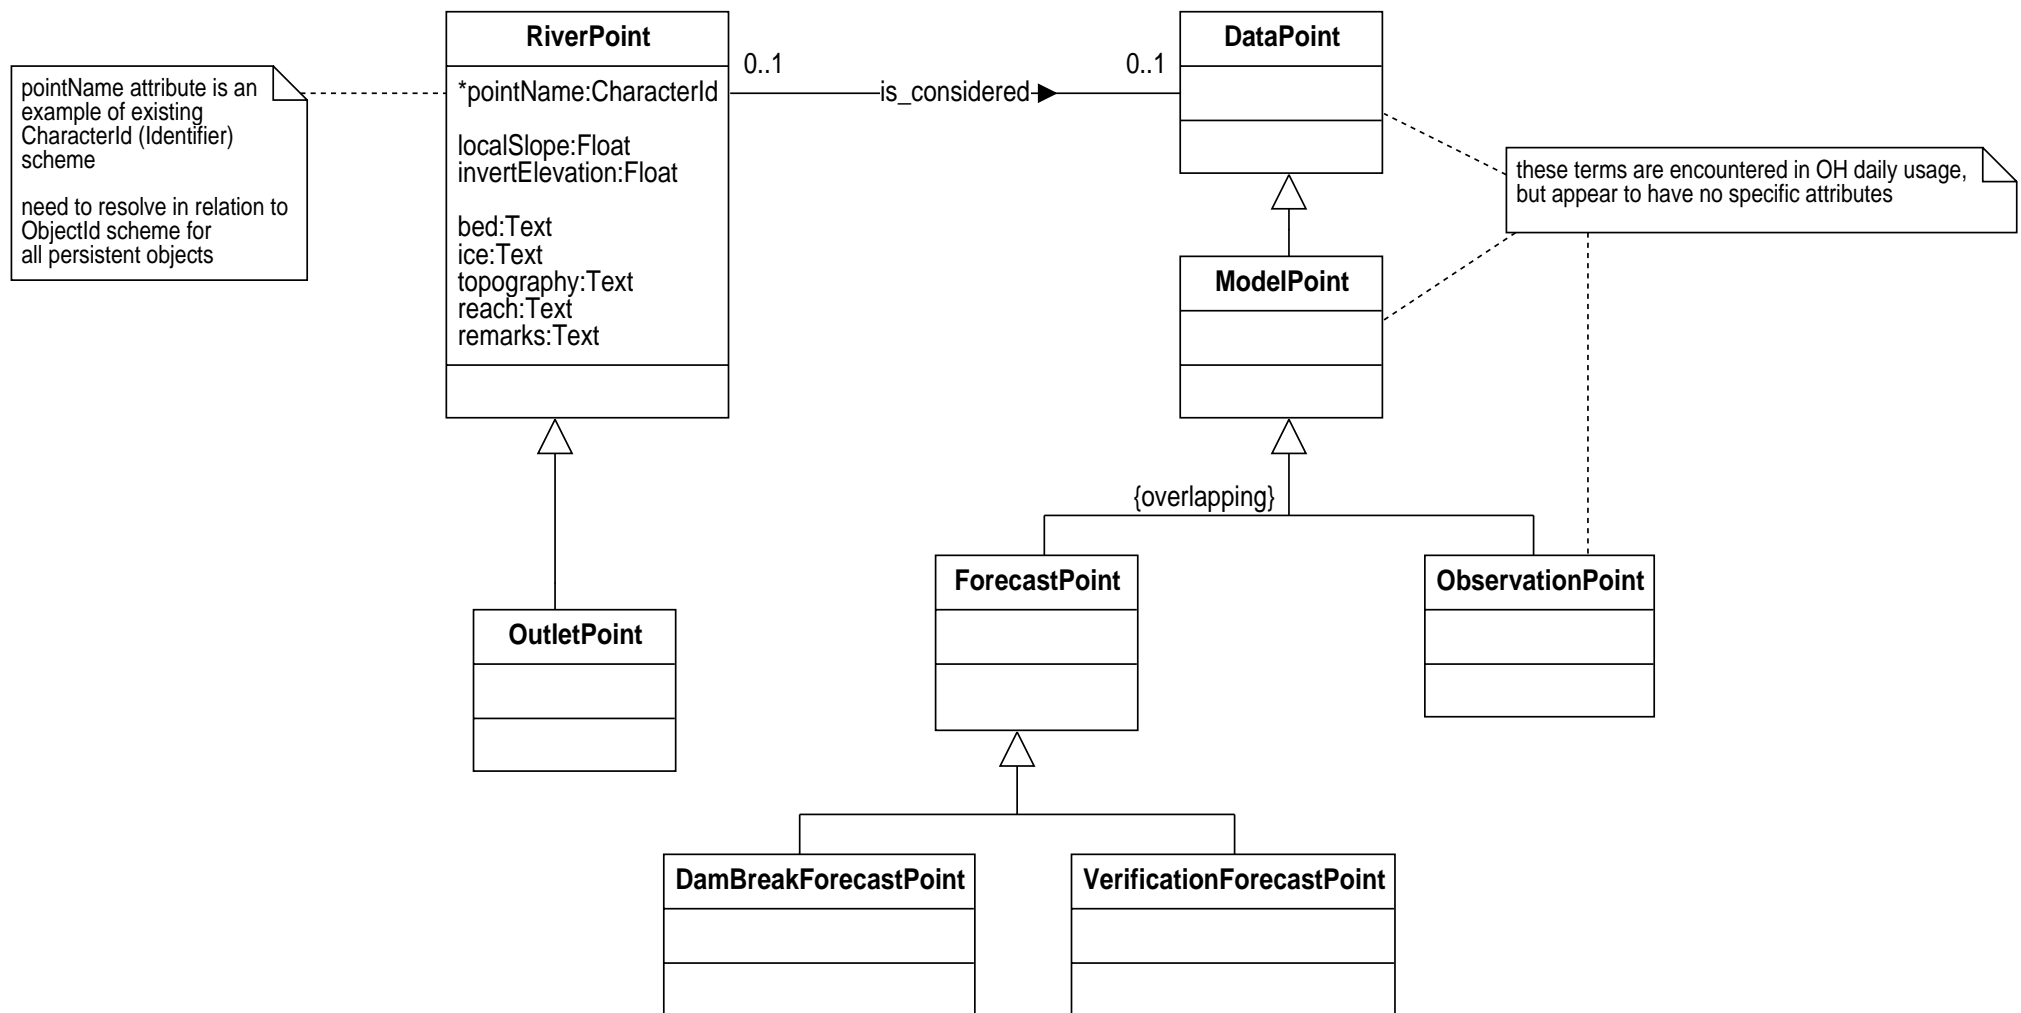 RiverPoint
DataPoint
0..1
0..1
*pointName:CharacterId
is_considered
pointName attribute is an
example of existing
CharacterId (Identifier)
scheme
need to resolve in relation to
ObjectId scheme for
all persistent objects
localSlope:Float
invertElevation:Float
bed:Text
ice:Text
topography:Text
reach:Text
remarks:Text
these terms are encountered in OH daily usage,
but appear to have no specific attributes
ModelPoint
{overlapping}
ForecastPoint
ObservationPoint
OutletPoint
DamBreakForecastPoint
VerificationForecastPoint